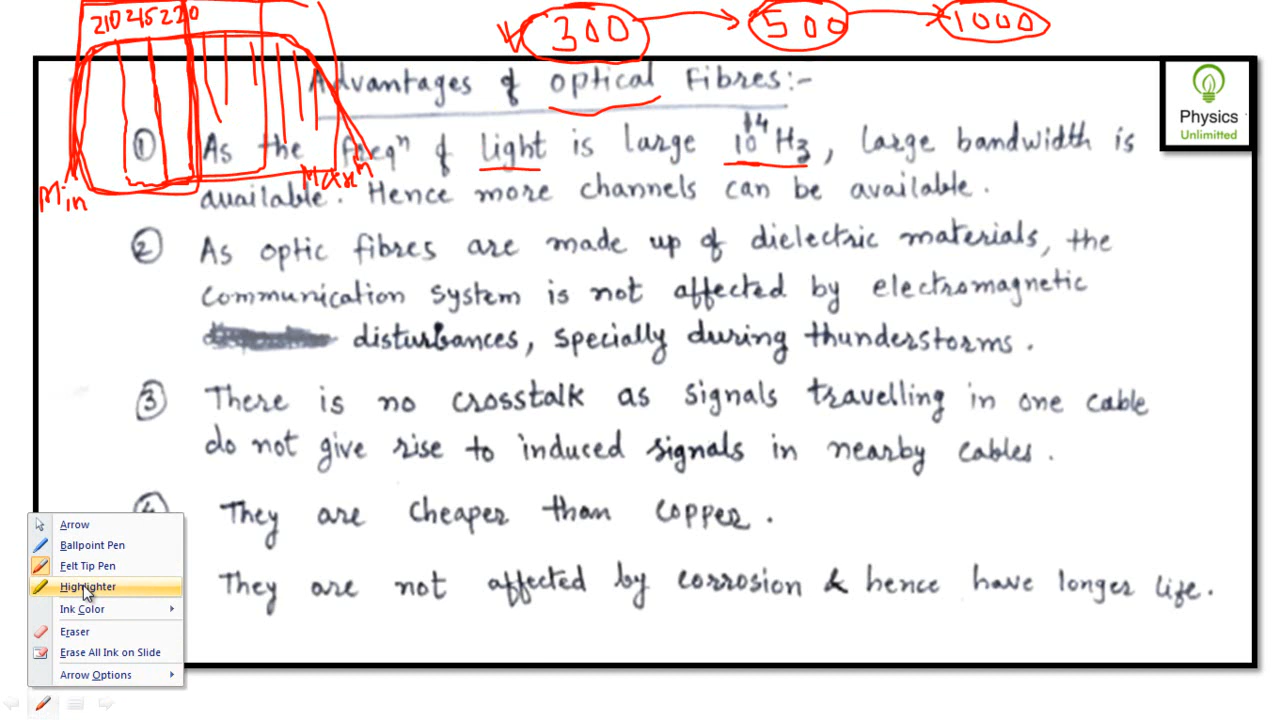 210 215 220
300 500 1000
Advantages of optical Fibres:-
Physics
Unlimited
① As the freqⁿ of light is large 10¹⁴ Hz, large bandwidth is
Min Maxᵐ
available. Hence more channels can be available.
② As optic fibres are made up of dielectric materials, the
communication system is not affected by electromagnetic
disturbances, specially during thunderstorms.
③ There is no crosstalk as signals travelling in one cable
do not give rise to induced signals in nearby cables.
They are cheaper than copper.
They are not affected by corrosion & hence have longer life.
Arrow
Ballpoint Pen
Felt Tip Pen
Highlighter
Ink Color
Eraser
Erase All Ink on Slide
Arrow Options